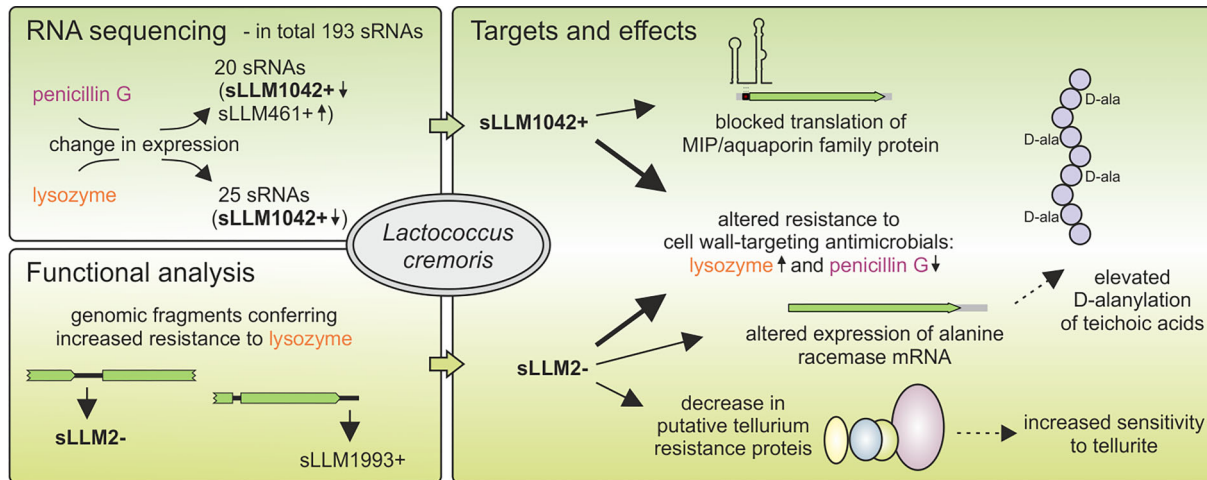 RNA sequencing - in total 193 sRNAs
penicillin G
change in expression
lysozyme
20 sRNAs
(sLLM1042+↓
sLLM461+↑)
25 sRNAs
(sLLM1042+↓)
Functional analysis
genomic fragments conferring
increased resistance to lysozyme
sLLM2-
sLLM1993+
Lactococcus
cremoris
Targets and effects
sLLM1042+
blocked translation of
MIP/aquaporin family protein
altered resistance to
cell wall-targeting antimicrobials:
lysozyme↑ and penicillin G↓
sLLM2-
altered expression of alanine
racemase mRNA
D-ala
D-ala
D-ala
D-ala
elevated
D-alanylation
of teichoic acids
decrease in
putative tellurium
resistance proteis
increased sensitivity
to tellurite